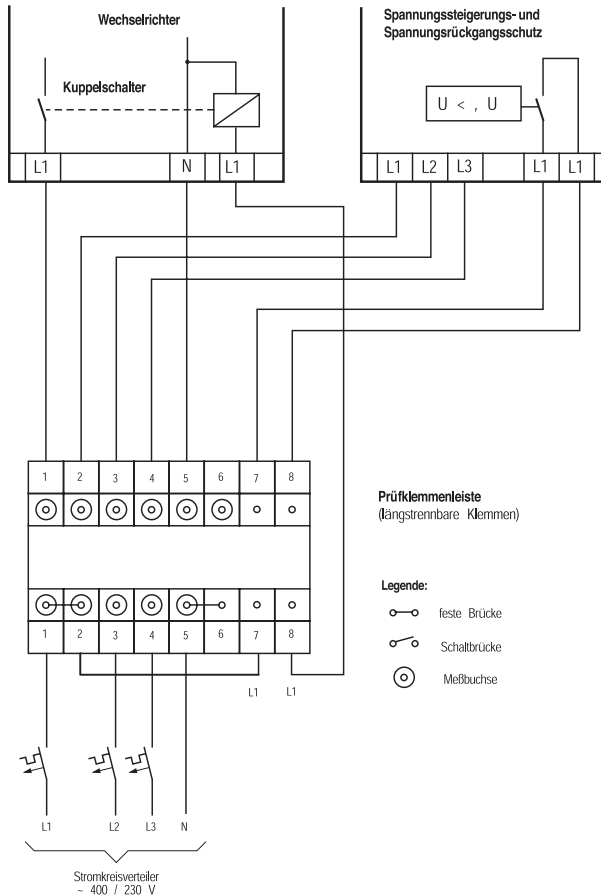 Wechselrichter
Spannungssteigerungs- und
Spannungsrückgangsschutz
Kuppelschalter
U < , U
L1 N L1
L1 L2 L3 L1 L1
1 2 3 4 5 6 7 8
Prüfklemmenleiste
(längstrennbare Klemmen)
Legende:
feste Brücke
Schaltbrücke
Meßbuchse
1 2 3 4 5 6 7 8
L1 L1
L1 L2 L3 N
Stromkreisverteiler
~ 400 / 230 V